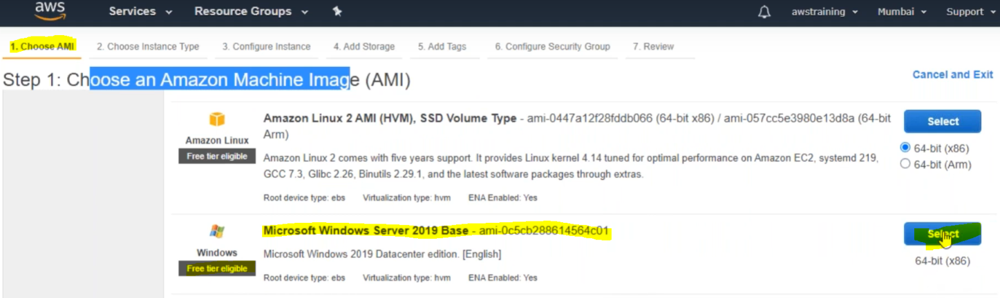 aws Services Resource Groups awstraining Mumbai Support
1. Choose AMI 2. Choose Instance Type 3. Configure Instance 4. Add Storage 5. Add Tags 6. Configure Security Group 7. Review
Step 1: Choose an Amazon Machine Image (AMI) Cancel and Exit
Amazon Linux
Free tier eligible
Amazon Linux 2 AMI (HVM), SSD Volume Type - ami-0447a12f28fddb066 (64-bit x86) / ami-057cc5e3980e13d8a (64-bit
Arm)
Amazon Linux 2 comes with five years support. It provides Linux kernel 4.14 tuned for optimal performance on Amazon EC2, systemd 219,
GCC 7.3, Glibc 2.26, Binutils 2.29.1, and the latest software packages through extras.
Root device type: ebs Virtualization type: hvm ENA Enabled: Yes
Select
64-bit (x86)
64-bit (Arm)
Windows
Free tier eligible
Microsoft Windows Server 2019 Base - ami-0c5cb288614564c01
Microsoft Windows 2019 Datacenter edition. [English]
Root device type: ebs Virtualization type: hvm ENA Enabled: Yes
Select
64-bit (x86)